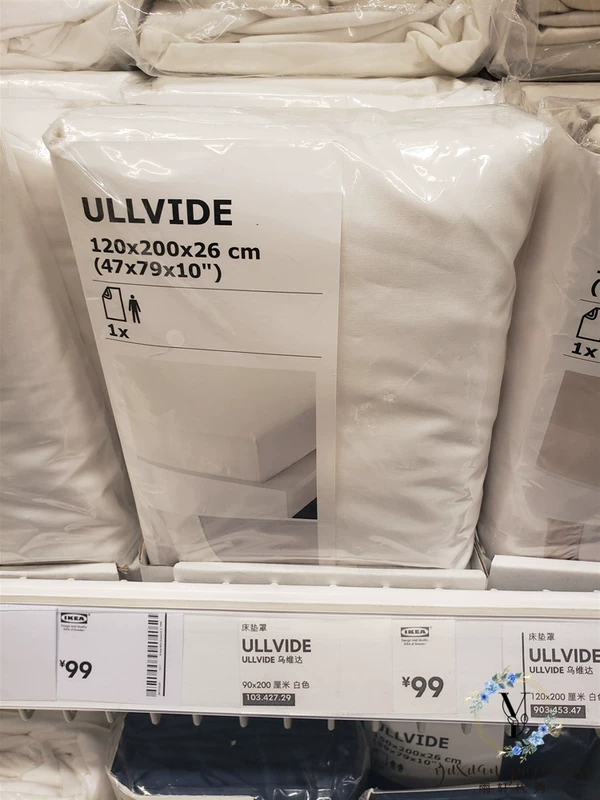 ULLVIDE
120x200x26 cm
(47x79x10")
1x
1x
IKEA
¥99
床垫罩
ULLVIDE
ULLVIDE 乌维达
90x200 厘米 白色
103.427.29
IKEA
¥99
床垫罩
ULLVIDE
ULLVIDE 乌维达
120x200 厘米 白色
903.453.47
ULLVIDE
120x200x26 cm